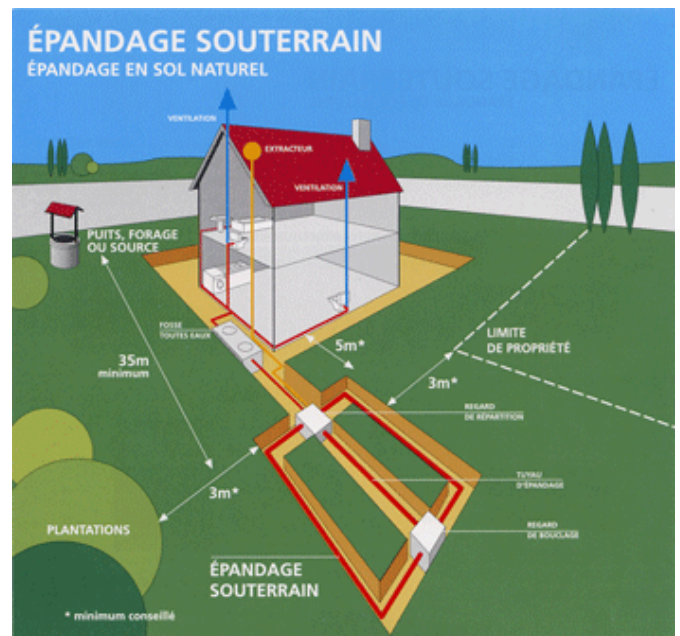 ÉPANDAGE SOUTERRAIN
ÉPANDAGE EN SOL NATUREL
VENTILATION
EXTRACTEUR
VENTILATION
PUITS, FORAGE
OU SOURCE
FOSSE
TOUTES EAUX
35m
minimum
5m*
LIMITE
DE PROPRIÉTÉ
3m*
REGARD
DE RÉPARTITION
TUYAU
D'ÉPANDAGE
3m*
PLANTATIONS
REGARD
DE BOUCLAGE
ÉPANDAGE
SOUTERRAIN
* minimum conseillé